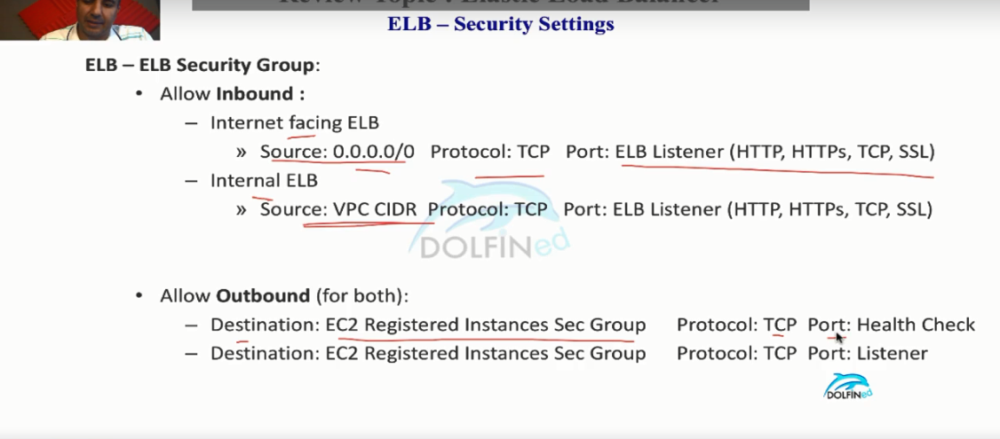 Review Topic : Elastic Load Balancer
ELB – Security Settings
ELB – ELB Security Group:
• Allow Inbound :
– Internet facing ELB
» Source: 0.0.0.0/0 Protocol: TCP Port: ELB Listener (HTTP, HTTPs, TCP, SSL)
– Internal ELB
» Source: VPC CIDR Protocol: TCP Port: ELB Listener (HTTP, HTTPs, TCP, SSL)
DOLFINed
• Allow Outbound (for both):
– Destination: EC2 Registered Instances Sec Group Protocol: TCP Port: Health Check
– Destination: EC2 Registered Instances Sec Group Protocol: TCP Port: Listener
DOLFINed